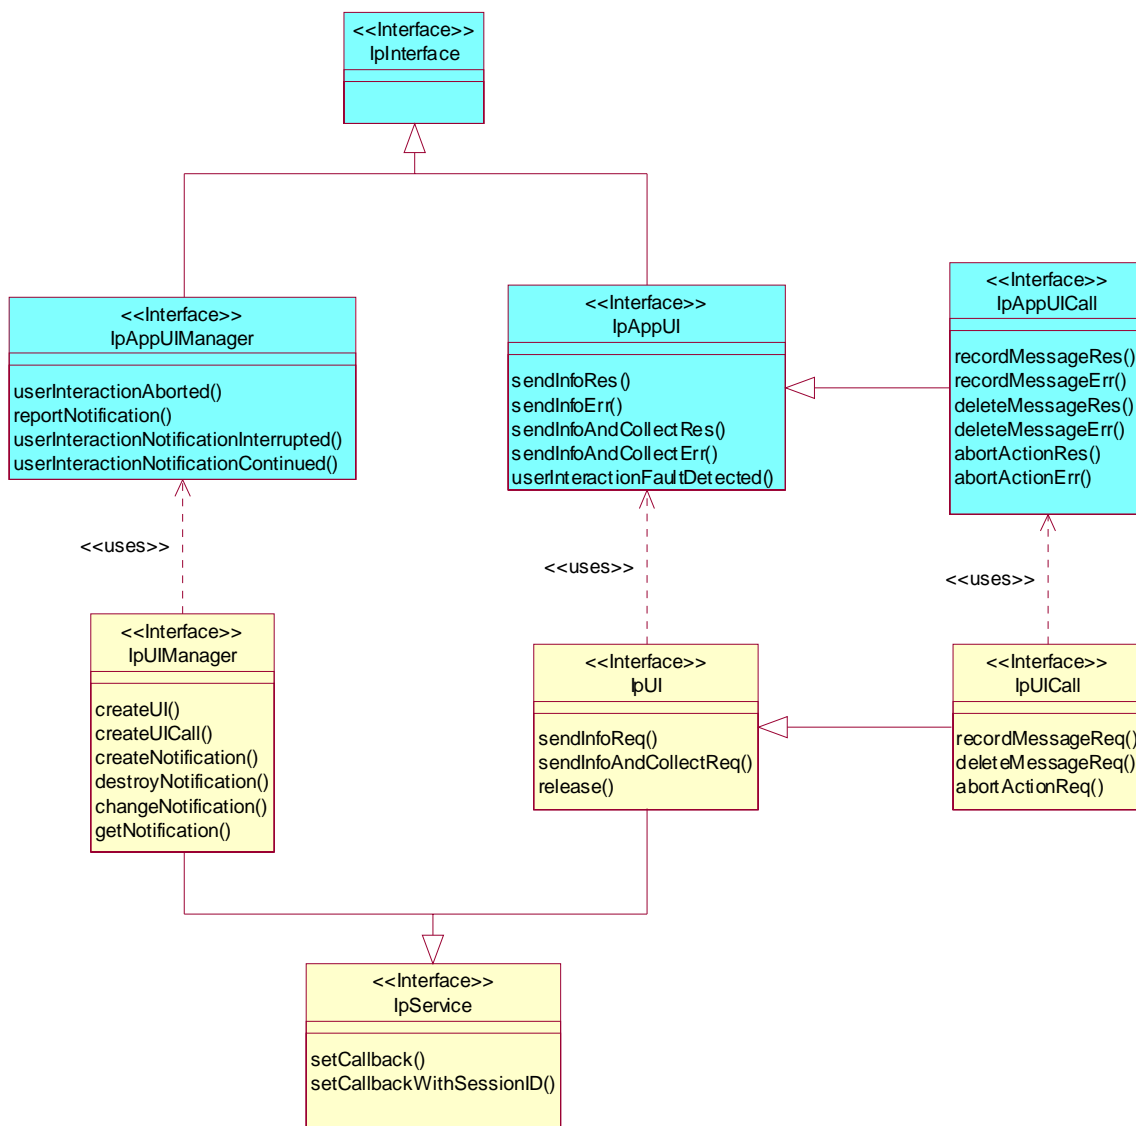 <<Interface>>
IpInterface
<<Interface>>
IpAppUIManager
userInteractionAborted()
reportNotification()
userInteractionNotificationInterrupted()
userInteractionNotificationContinued()
<<Interface>>
IpAppUI
sendInfoRes()
sendInfoErr()
sendInfoAndCollectRes()
sendInfoAndCollectErr()
userInteractionFaultDetected()
<<Interface>>
IpAppUICall
recordMessageRes()
recordMessageErr()
deleteMessageRes()
deleteMessageErr()
abortActionRes()
abortActionErr()
<<uses>>
<<uses>>
<<uses>>
<<Interface>>
IpUIManager
createUI()
createUICall()
createNotification()
destroyNotification()
changeNotification()
getNotification()
<<Interface>>
IpUI
sendInfoReq()
sendInfoAndCollectReq()
release()
<<Interface>>
IpUICall
recordMessageReq()
deleteMessageReq()
abortActionReq()
<<Interface>>
IpService
setCallback()
setCallbackWithSessionID()